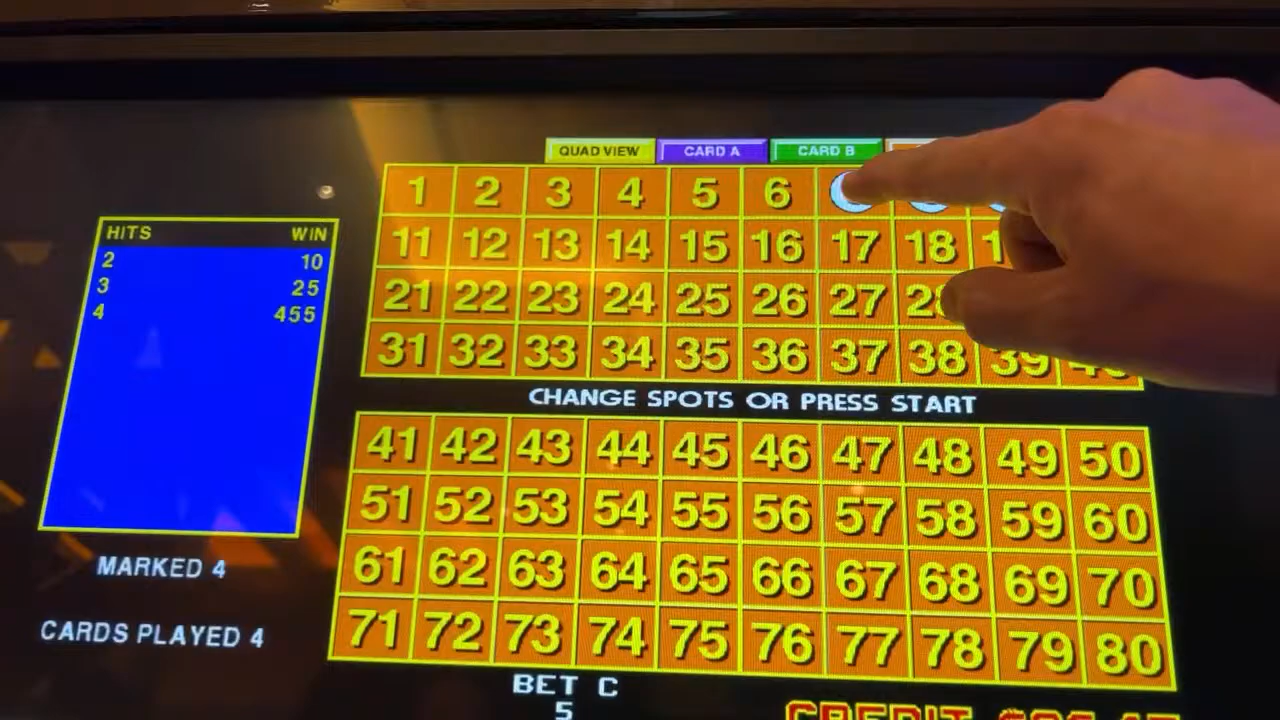 QUAD VIEW CARD A CARD B
HITS WIN
2 10
3 25
4 455
1 2 3 4 5 6
11 12 13 14 15 16 17 18
21 22 23 24 25 26 27
31 32 33 34 35 36 37 38 39
CHANGE SPOTS OR PRESS START
41 42 43 44 45 46 47 48 49 50
51 52 53 54 55 56 57 58 59 60
61 62 63 64 65 66 67 68 69 70
71 72 73 74 75 76 77 78 79 80
MARKED 4
CARDS PLAYED 4
BET C
5
CREDIT